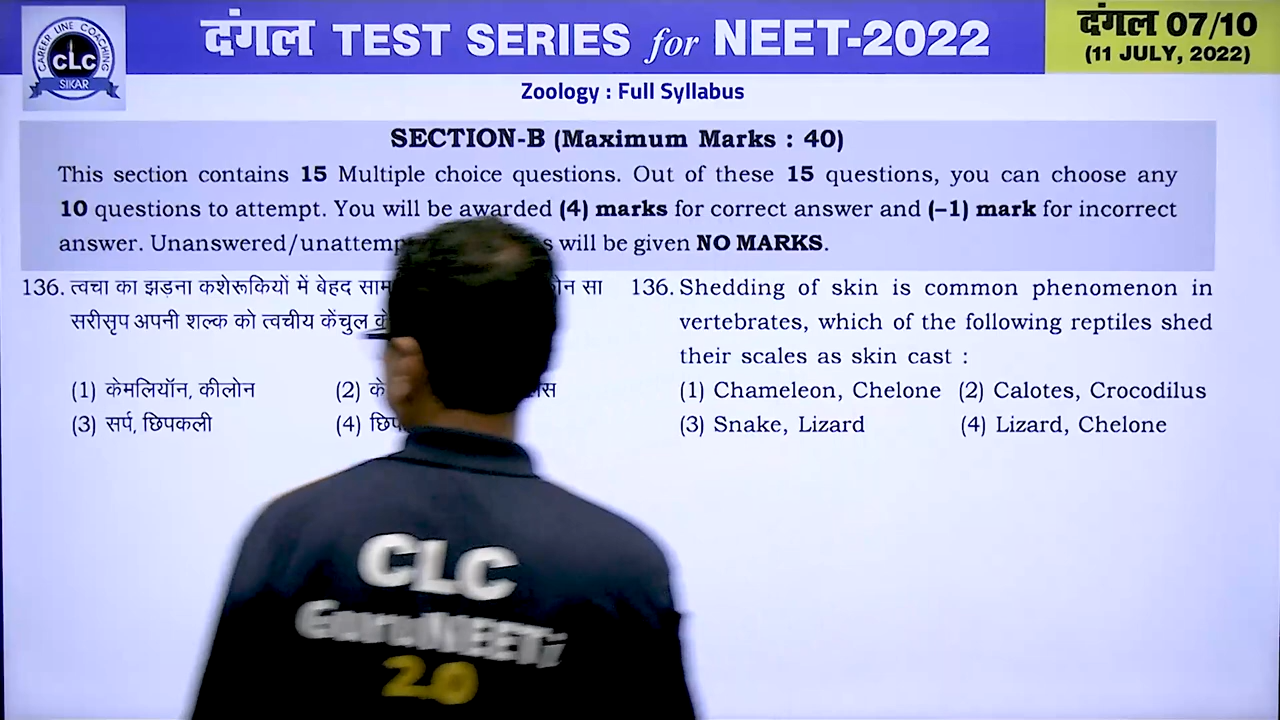 CAREER LINE COACHING
CLC
SIKAR
दंगल TEST SERIES for NEET-2022
दंगल 07/10
(11 JULY, 2022)
Zoology : Full Syllabus
SECTION-B (Maximum Marks : 40)
This section contains 15 Multiple choice questions. Out of these 15 questions, you can choose any
10 questions to attempt. You will be awarded (4) marks for correct answer and (–1) mark for incorrect
answer. Unanswered/unattemp will be given NO MARKS.
136. त्वचा का झड़ना कशेरूकियों में बेहद सा
सरीसृप अपनी शल्क को त्वचीय केंचुल
(1) केमलियॉन, कीलोन (2)
(3) सर्प, छिपकली (4)
136. Shedding of skin is common phenomenon in
vertebrates, which of the following reptiles shed
their scales as skin cast :
(1) Chameleon, Chelone (2) Calotes, Crocodilus
(3) Snake, Lizard (4) Lizard, Chelone
CLC
GuruNEETi
2.0